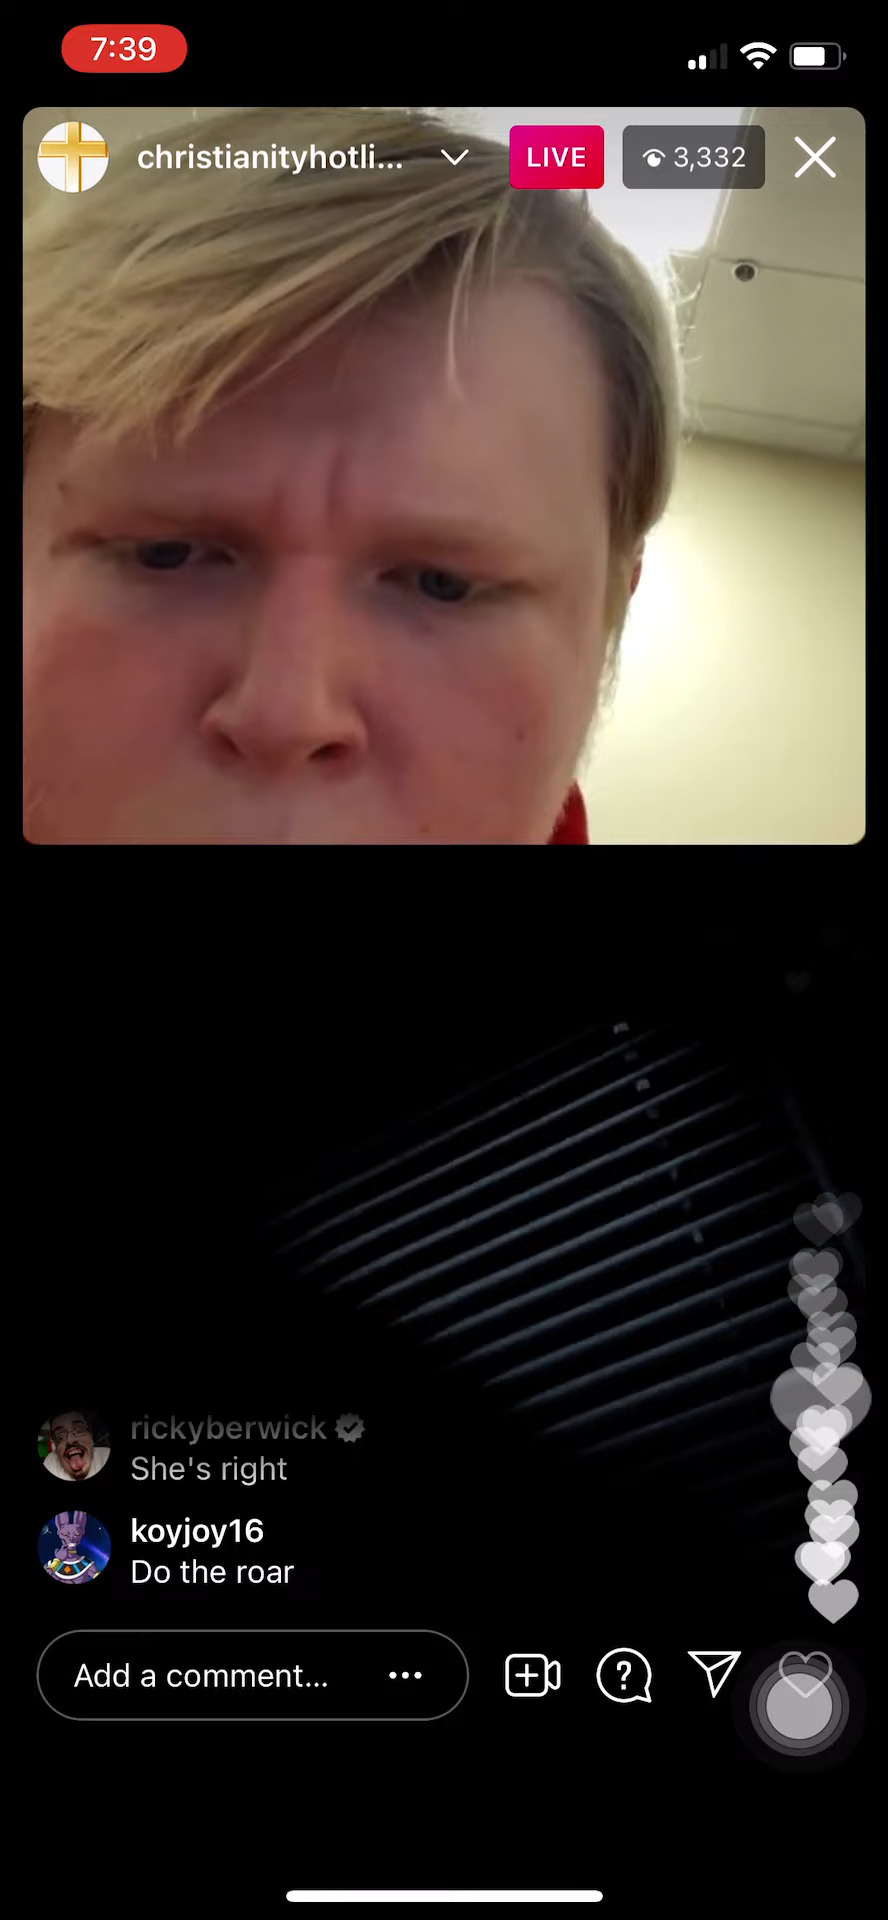 7:39
christianityhotli...
LIVE
3,332
rickyberwick
She's right
koyjoy16
Do the roar
Add a comment...